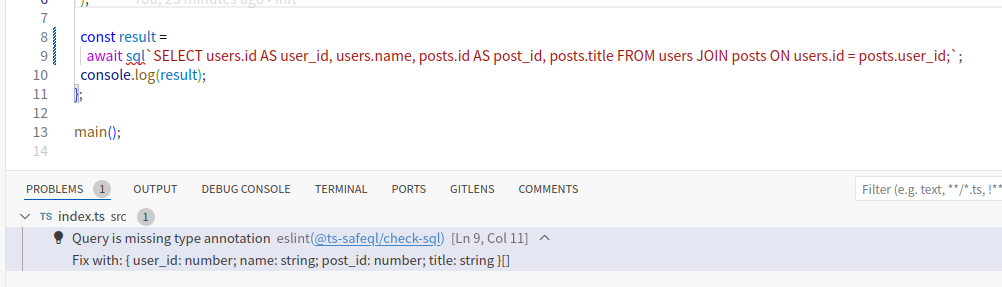 6 ); You, 25 minutes ago • init
7
8 const result =
9 await sql`SELECT users.id AS user_id, users.name, posts.id AS post_id, posts.title FROM users JOIN posts ON users.id = posts.user_id;`;
10 console.log(result);
11 };
12
13 main();
14
PROBLEMS 1 OUTPUT DEBUG CONSOLE TERMINAL PORTS GITLENS COMMENTS Filter (e.g. text, **/*.ts, !**
TS index.ts src 1
Query is missing type annotation eslint(@ts-safeql/check-sql) [Ln 9, Col 11]
Fix with: { user_id: number; name: string; post_id: number; title: string }[]